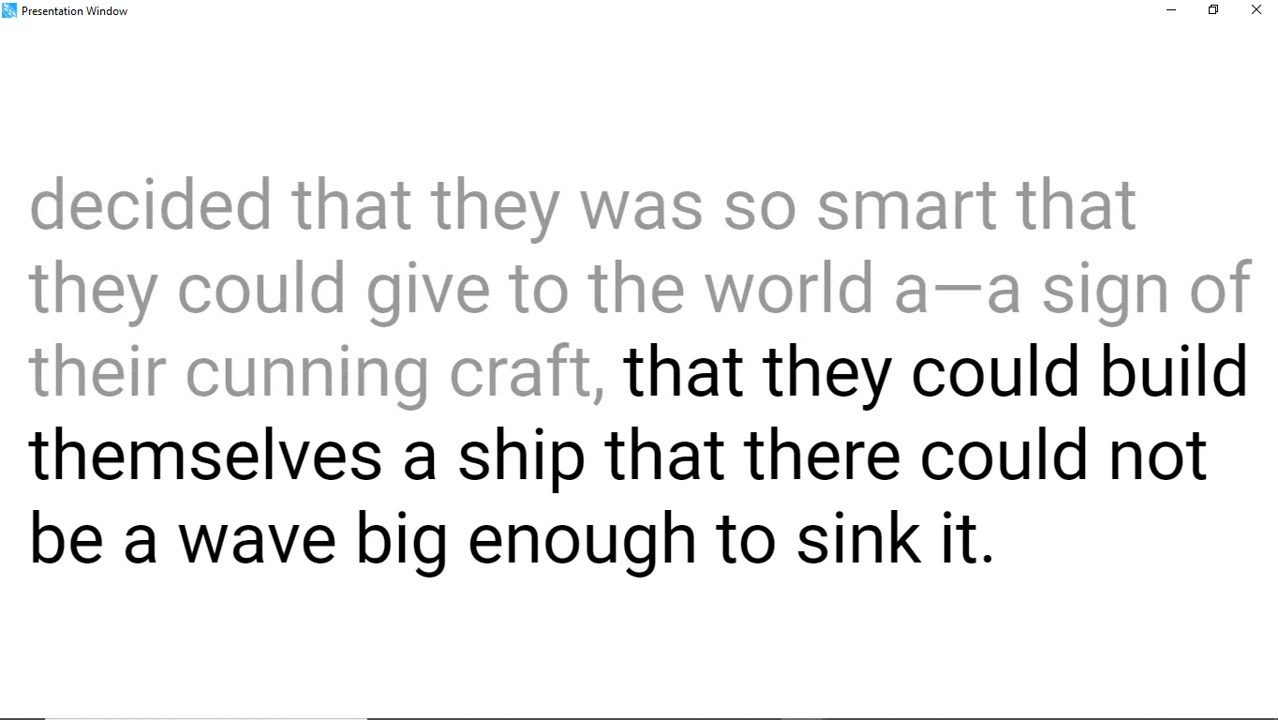 Presentation Window
decided that they was so smart that
they could give to the world a—a sign of
their cunning craft, that they could build
themselves a ship that there could not
be a wave big enough to sink it.